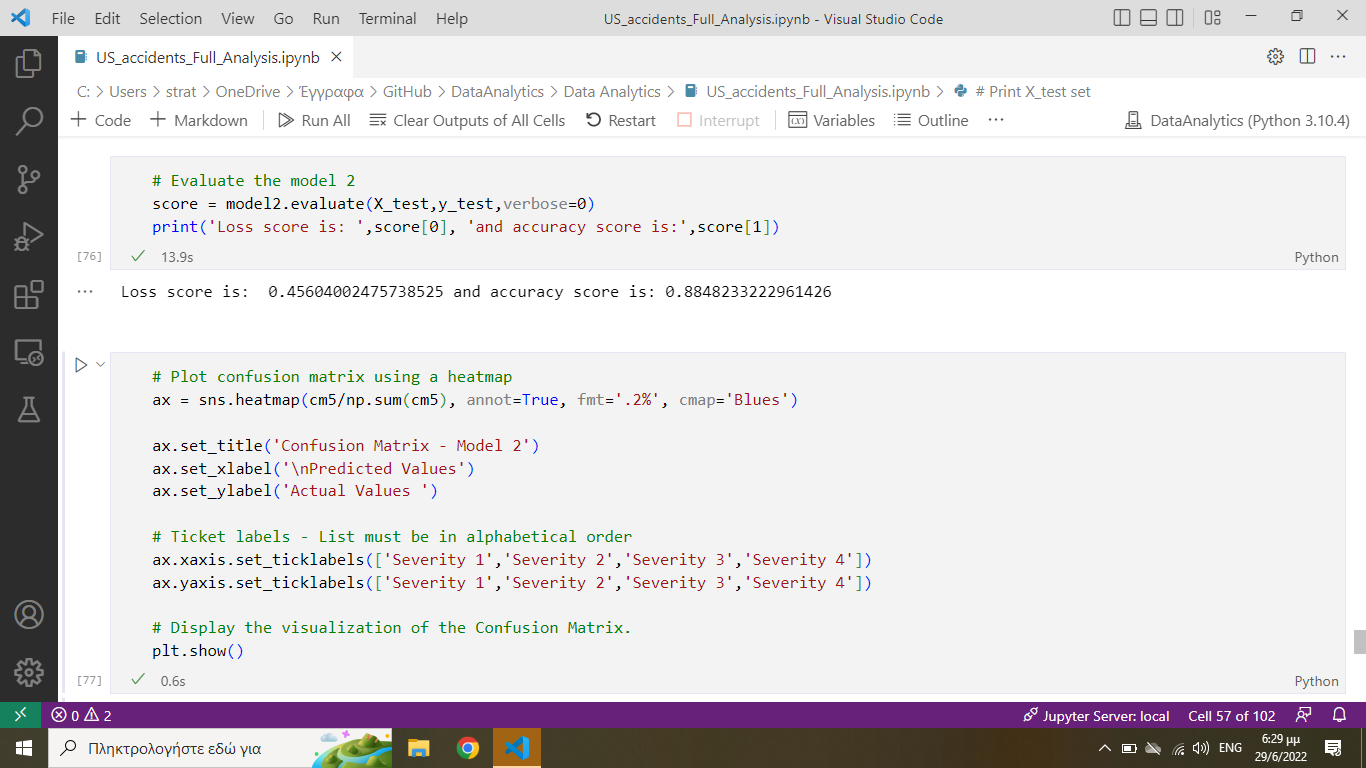 File Edit Selection View Go Run Terminal Help US_accidents_Full_Analysis.ipynb - Visual Studio Code
US_accidents_Full_Analysis.ipynb
C: > Users > strat > OneDrive > Έγγραφα > GitHub > DataAnalytics > Data Analytics > US_accidents_Full_Analysis.ipynb > # Print X_test set
+ Code + Markdown Run All Clear Outputs of All Cells Restart Interrupt Variables Outline ... DataAnalytics (Python 3.10.4)
# Evaluate the model 2
score = model2.evaluate(X_test,y_test,verbose=0)
print('Loss score is: ',score[0], 'and accuracy score is:',score[1])
[76] 13.9s Python
... Loss score is:  0.45604002475738525 and accuracy score is: 0.8848233222961426
# Plot confusion matrix using a heatmap
ax = sns.heatmap(cm5/np.sum(cm5), annot=True, fmt='.2%', cmap='Blues')
ax.set_title('Confusion Matrix - Model 2')
ax.set_xlabel('\nPredicted Values')
ax.set_ylabel('Actual Values ')
# Ticket labels - List must be in alphabetical order
ax.xaxis.set_ticklabels(['Severity 1','Severity 2','Severity 3','Severity 4'])
ax.yaxis.set_ticklabels(['Severity 1','Severity 2','Severity 3','Severity 4'])
# Display the visualization of the Confusion Matrix.
plt.show()
[77] 0.6s Python
0 2 Jupyter Server: local Cell 57 of 102
Πληκτρολογήστε εδώ για ENG 6:29 μμ
29/6/2022